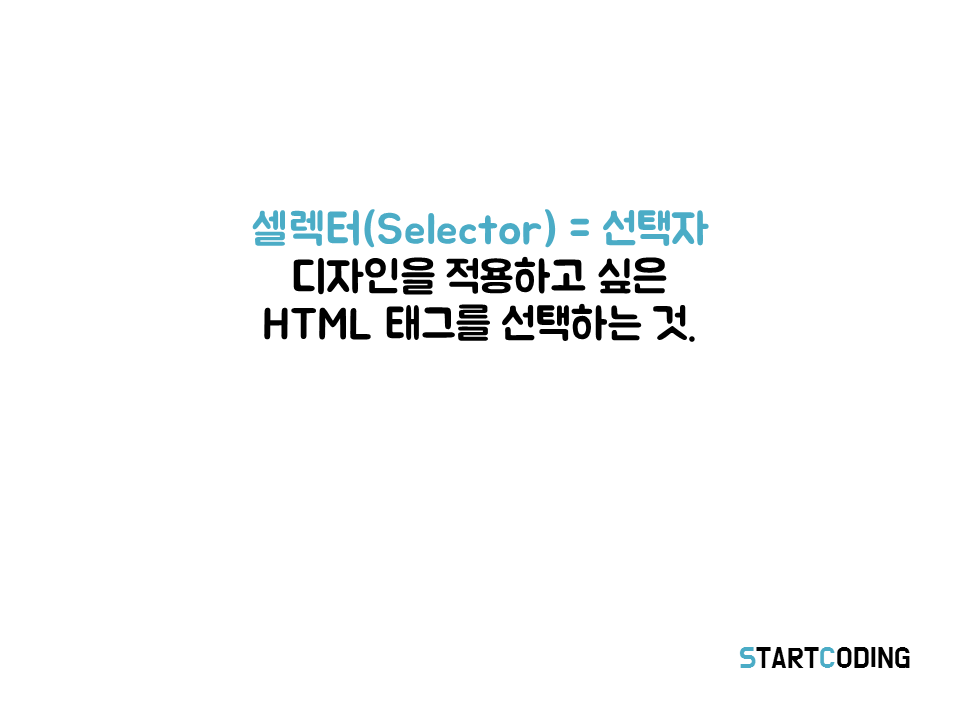 셀렉터(Selector) = 선택자
디자인을 적용하고 싶은
HTML 태그를 선택하는 것.
STARTCODING